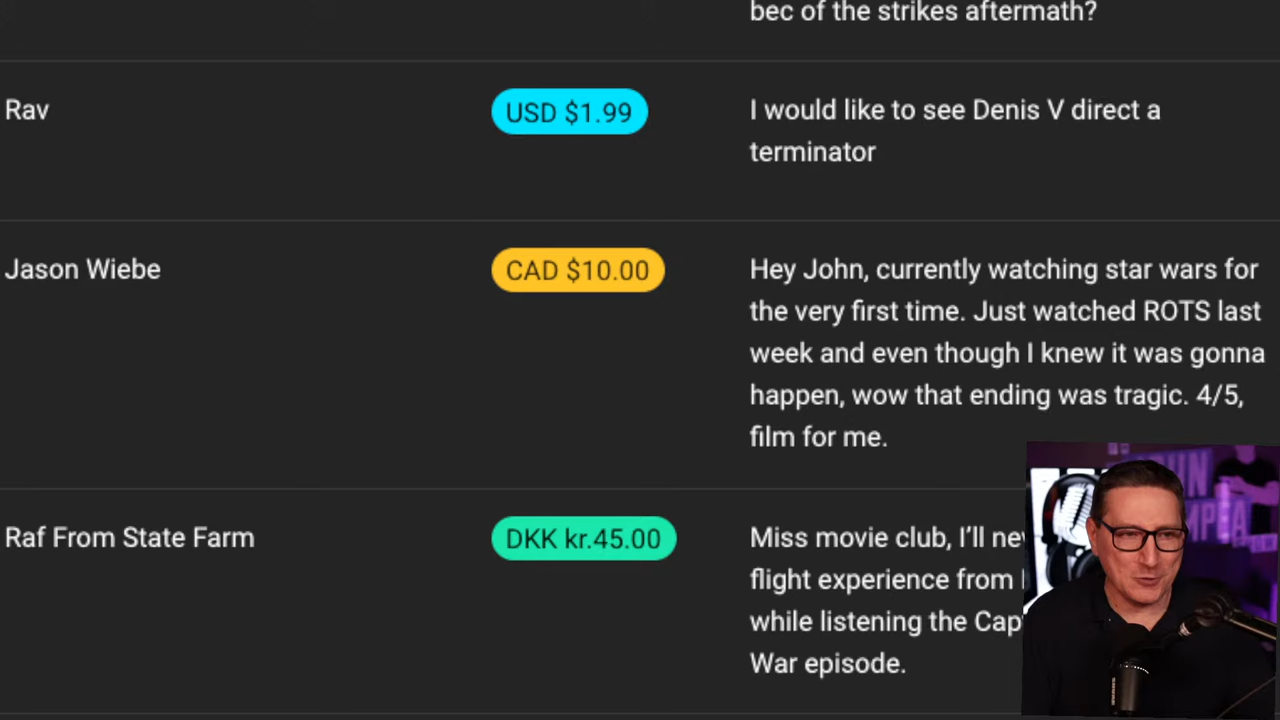 bec of the strikes aftermath?
Rav
USD $1.99
I would like to see Denis V direct a
terminator
Jason Wiebe
CAD $10.00
Hey John, currently watching star wars for
the very first time. Just watched ROTS last
week and even though I knew it was gonna
happen, wow that ending was tragic. 4/5,
film for me.
Raf From State Farm
DKK kr.45.00
Miss movie club, I'll
flight experience from
while listening the
War episode.